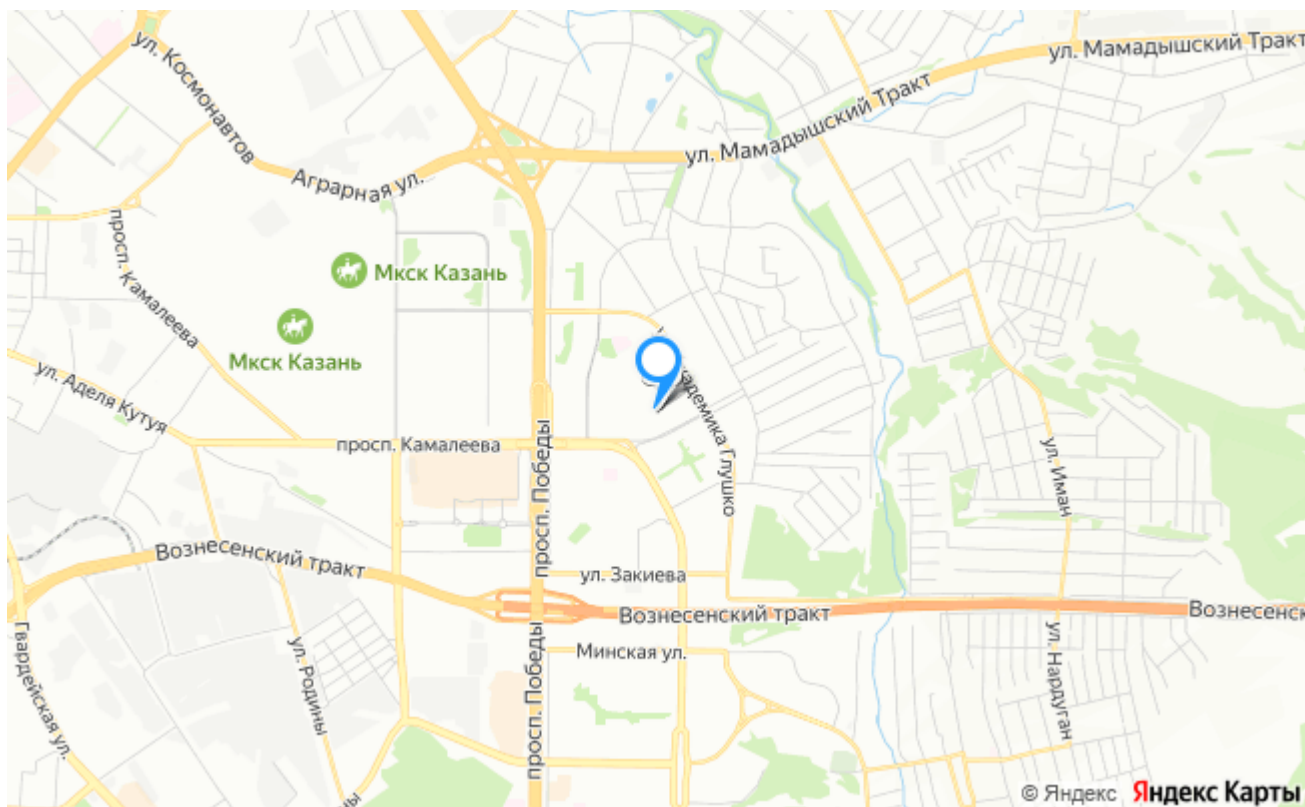 ул. Космонавтов
ул. Мамадышский Тракт
ул. Мамадышский Тракт
Аграрная ул.
просп. Камалеева
Мкск Казань
Мкск Казань
ул. Аделя Кутуя
просп. Камалеева
просп. Победы
адемика Глушко
ул. Иман
Вознесенский тракт
ул. Закиева
Вознесенский тракт
Вознесенск
Гвардейская ул.
ул. Родины
просп. Победы
Минская ул.
ул. Нардуган
© Яндекс Яндекс Карты